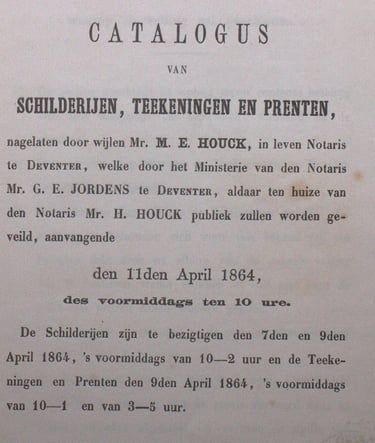 CATALOGUS
VAN
SCHILDERIJEN, TEEKENINGEN EN PRENTEN,
nagelaten door wijlen Mr. M. E. HOUCK, in leven Notaris
te DEVENTER, welke door het Ministerie van den Notaris
Mr. G. E. JORDENS te DEVENTER, aldaar ten huize van
den Notaris Mr. H. HOUCK publiek zullen worden ge-
veild, aanvangende
den 11den April 1864,
des voormiddags ten 10 ure.
De Schilderijen zijn te bezigtigen den 7den en 9den
April 1864, 's voormiddags van 10—2 uur en de Teeke-
ningen en Prenten den 9den April 1864, 's voormiddags
van 10—1 en van 3—5 uur.